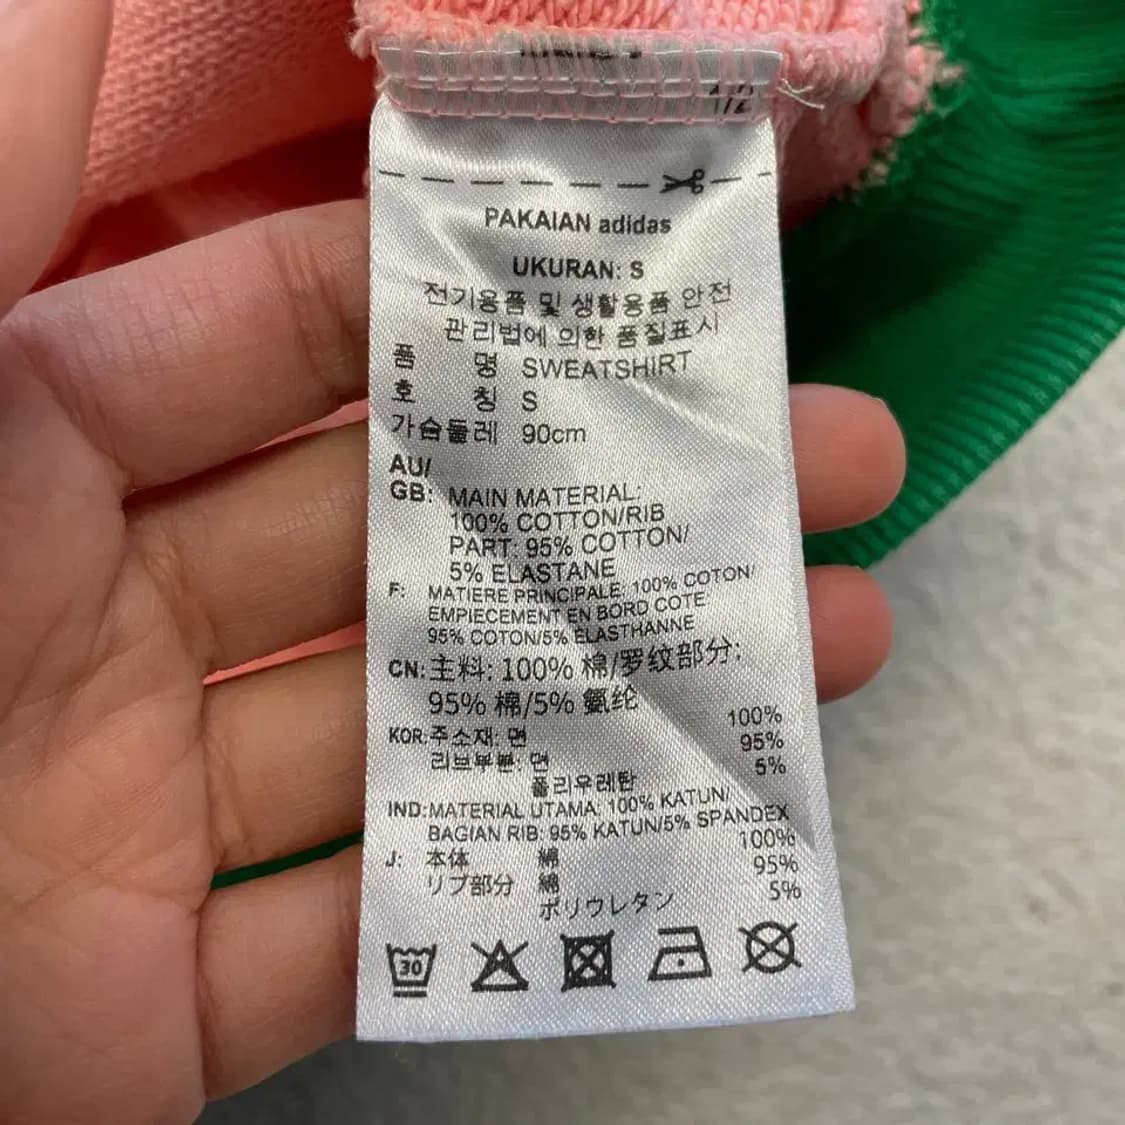 PAKAIAN adidas
UKURAN: S
전기용품 및 생활용품 안전
관리법에 의한 품질표시
품 명 SWEATSHIRT
호 칭 S
가슴둘레 90cm
AU/
GB: MAIN MATERIAL:
100% COTTON/RIB
PART: 95% COTTON/
5% ELASTANE
F: MATIERE PRINCIPALE: 100% COTON/
EMPIECEMENT EN BORD COTE
95% COTON/5% ELASTHANNE
CN: 主料: 100% 棉/罗纹部分:
95% 棉/5% 氨纶
KOR: 주소재: 면 100%
리브부분: 면 95%
폴리우레탄 5%
IND: MATERIAL UTAMA: 100% KATUN/
BAGIAN RIB: 95% KATUN/5% SPANDEX
J: 本体 綿 100%
リブ部分 綿 95%
ポリウレタン 5%
30